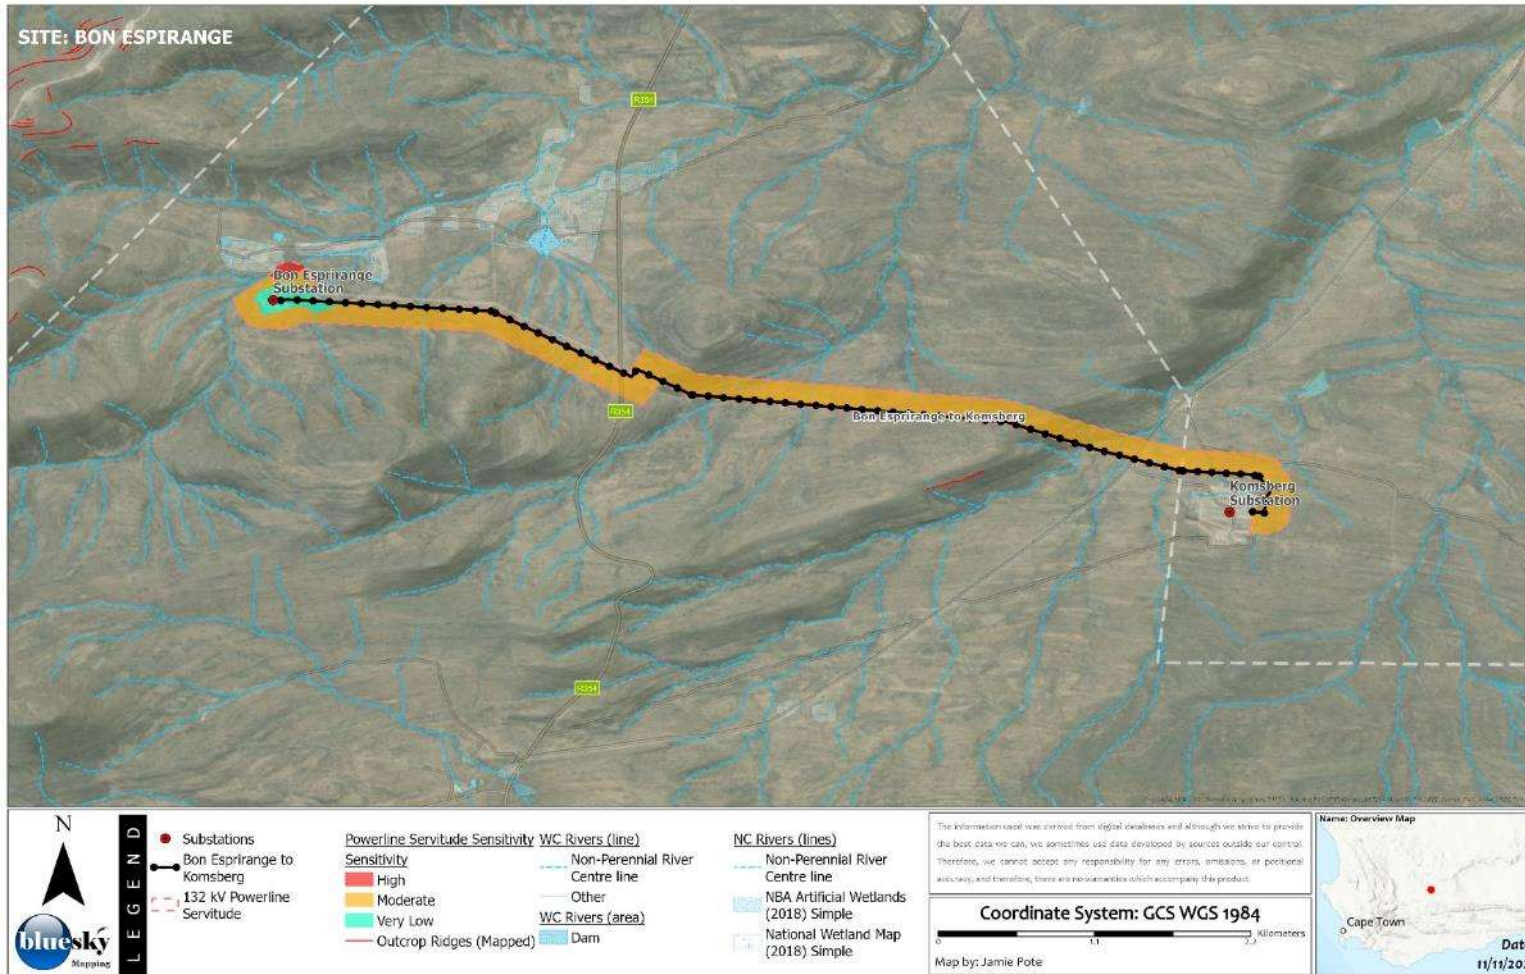 SITE: BON ESPIRANGE
R354
Bon Esprirange
Substation
R354
Bon Esprirange to Komsberg
Komsberg
Substation
R354
N
bluesky
Mapping
LEGEND
Substations
Bon Esprirange to
Komsberg
132 kV Powerline
Servitude
Powerline Servitude Sensitivity
Sensitivity
High
Moderate
Very Low
Outcrop Ridges (Mapped)
WC Rivers (line)
Non-Perennial River
Centre line
Other
WC Rivers (area)
Dam
NC Rivers (lines)
Non-Perennial River
Centre line
NBA Artificial Wetlands
(2018) Simple
National Wetland Map
(2018) Simple
The information used was derived from digital databases and although we strive to provide
the best data we can, we sometimes use data developed by sources outside our control.
Therefore, we cannot accept any responsibility for any errors, omissions, or positional
accuracy, and therefore, there are no warranties which accompany this product.
Coordinate System: GCS WGS 1984
0 1.1 2.2 Kilometers
Map by: Jamie Pote
Name: Overview Map
Cape Town
Dat
11/11/20